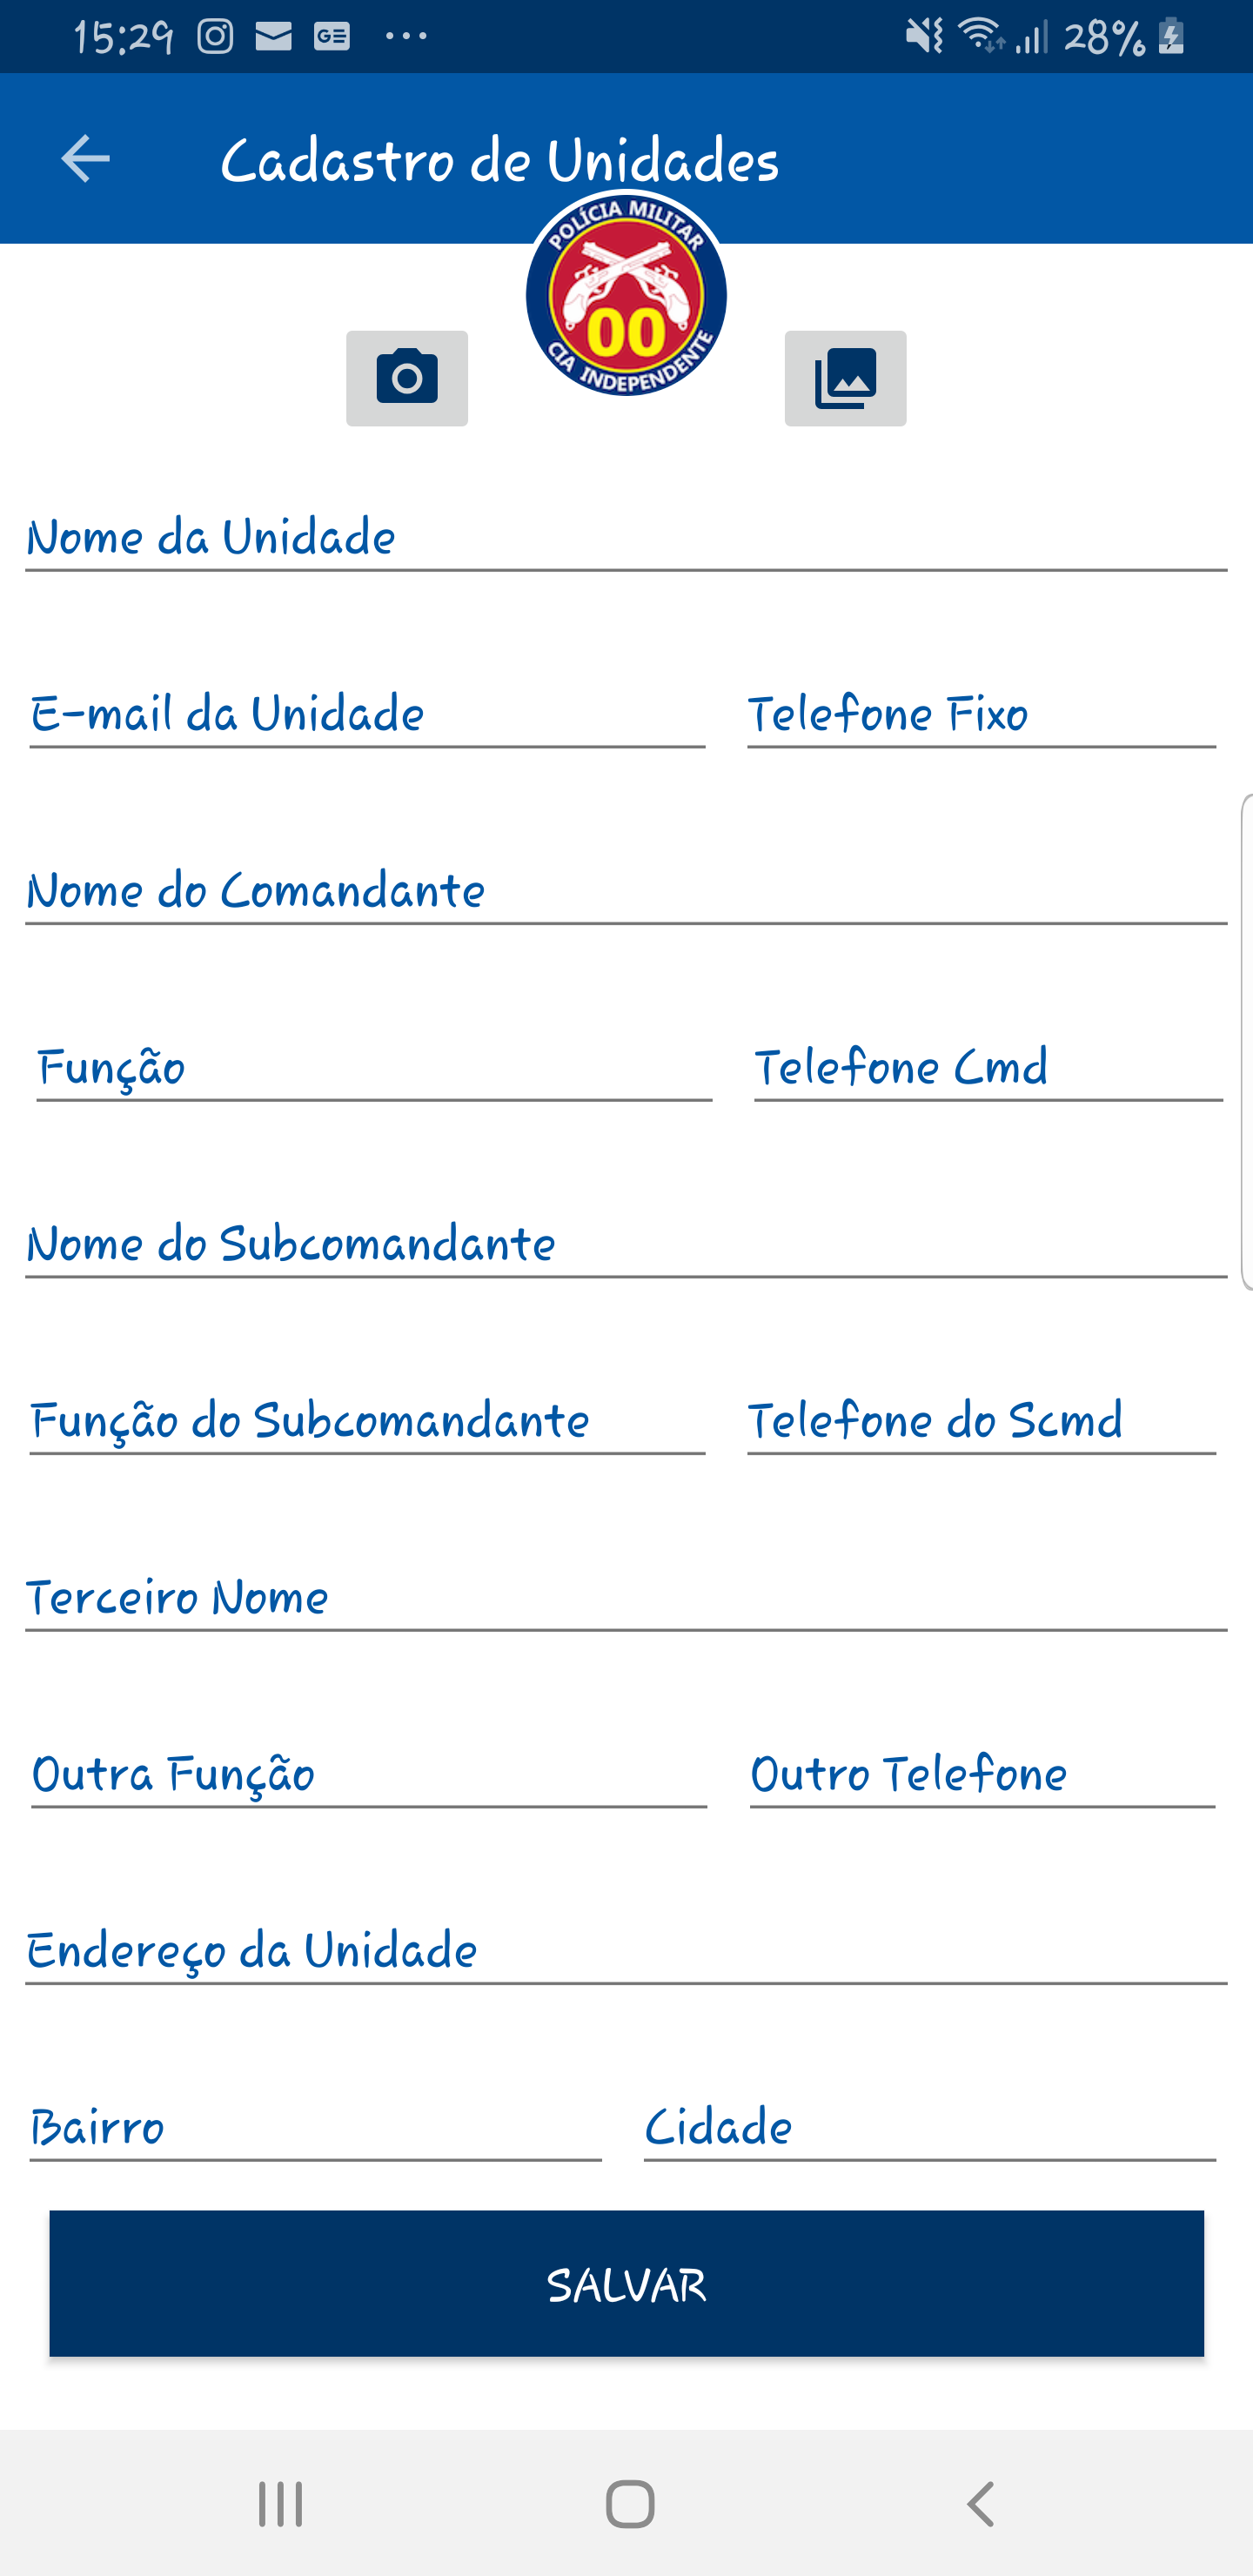 15:29 GE ... 28%
Cadastro de Unidades
POLÍCIA MILITAR
00
CIA INDEPENDENTE
Nome da Unidade
E-mail da Unidade Telefone Fixo
Nome do Comandante
Função Telefone Cmd
Nome do Subcomandante
Função do Subcomandante Telefone do Scmd
Terceiro Nome
Outra Função Outro Telefone
Endereço da Unidade
Bairro Cidade
SALVAR